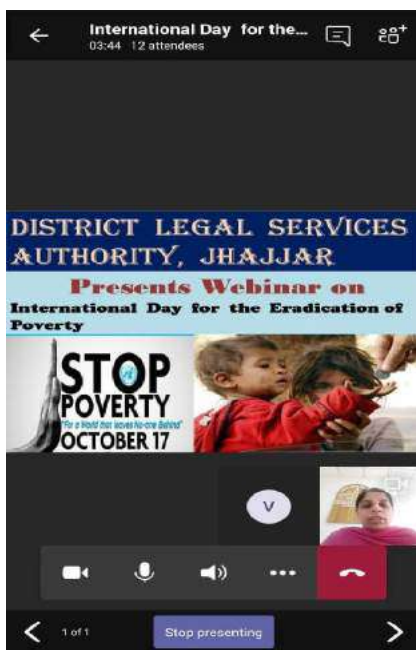 International Day for the...
03:44 12 attendees
DISTRICT LEGAL SERVICES
AUTHORITY, JHAJJAR
Presents Webinar on
International Day for the Eradication of
Poverty
STOP
POVERTY
"For a World that leaves No-one Behind"
OCTOBER 17
V
1 of 1
Stop presenting